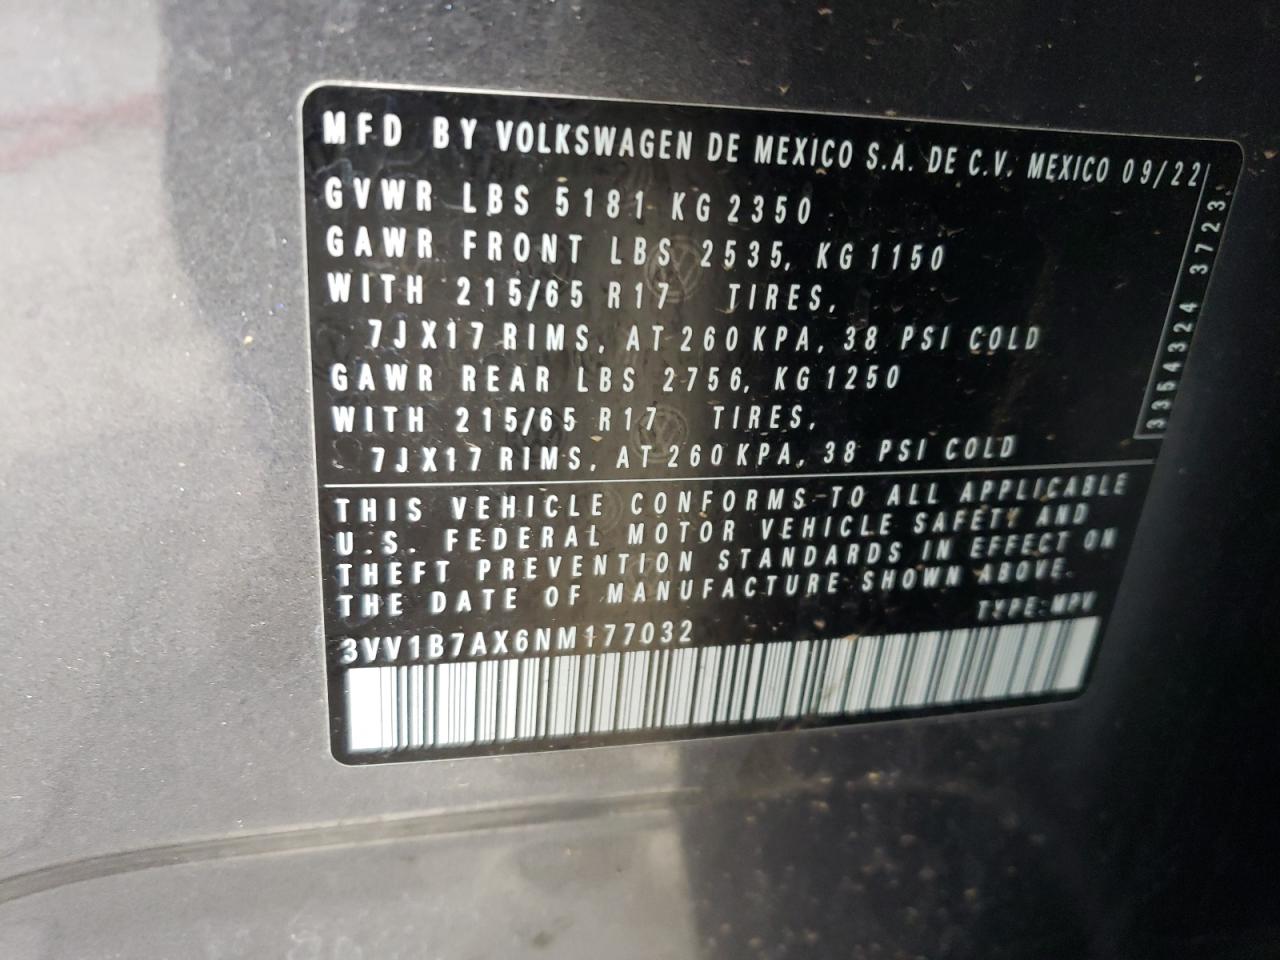 MFD BY VOLKSWAGEN DE MEXICO S.A. DE C.V. MEXICO 09/22
GVWR LBS 5181 KG 2350
GAWR FRONT LBS 2535, KG 1150
WITH 215/65 R17 TIRES,
7JX17 RIMS, AT 260 KPA, 38 PSI COLD
GAWR REAR LBS 2756, KG 1250
WITH 215/65 R17 TIRES,
7JX17 RIMS, AT 260 KPA, 38 PSI COLD
3354324 3723
THIS VEHICLE CONFORMS TO ALL APPLICABLE
U.S. FEDERAL MOTOR VEHICLE SAFETY AND
THEFT PREVENTION STANDARDS IN EFFECT ON
THE DATE OF MANUFACTURE SHOWN ABOVE.
TYPE: MPV
3VV1B7AX6NM177032